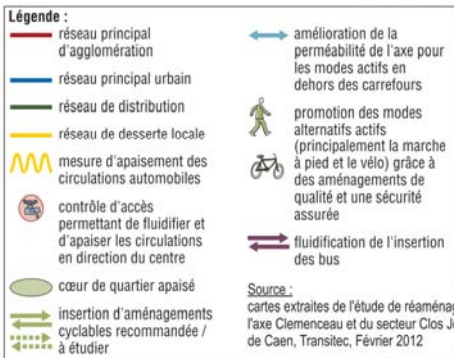 Légende :
réseau principal
d'agglomération
réseau principal urbain
réseau de distribution
réseau de desserte locale
mesure d'apaisement des
circulations automobiles
contrôle d'accès
permettant de fluidifier et
d'apaiser les circulations
en direction du centre
cœur de quartier apaisé
insertion d'aménagements
cyclables recommandée /
à étudier
amélioration de la
perméabilité de l'axe pour
les modes actifs en
dehors des carrefours
promotion des modes
alternatifs actifs
(principalement la marche
à pied et le vélo) grâce à
des aménagements de
qualité et une sécurité
assurée
fluidification de l'insertion
des bus
Source :
cartes extraites de l'étude de réaménag
l'axe Clemenceau et du secteur Clos J
de Caen, Transitec, Février 2012